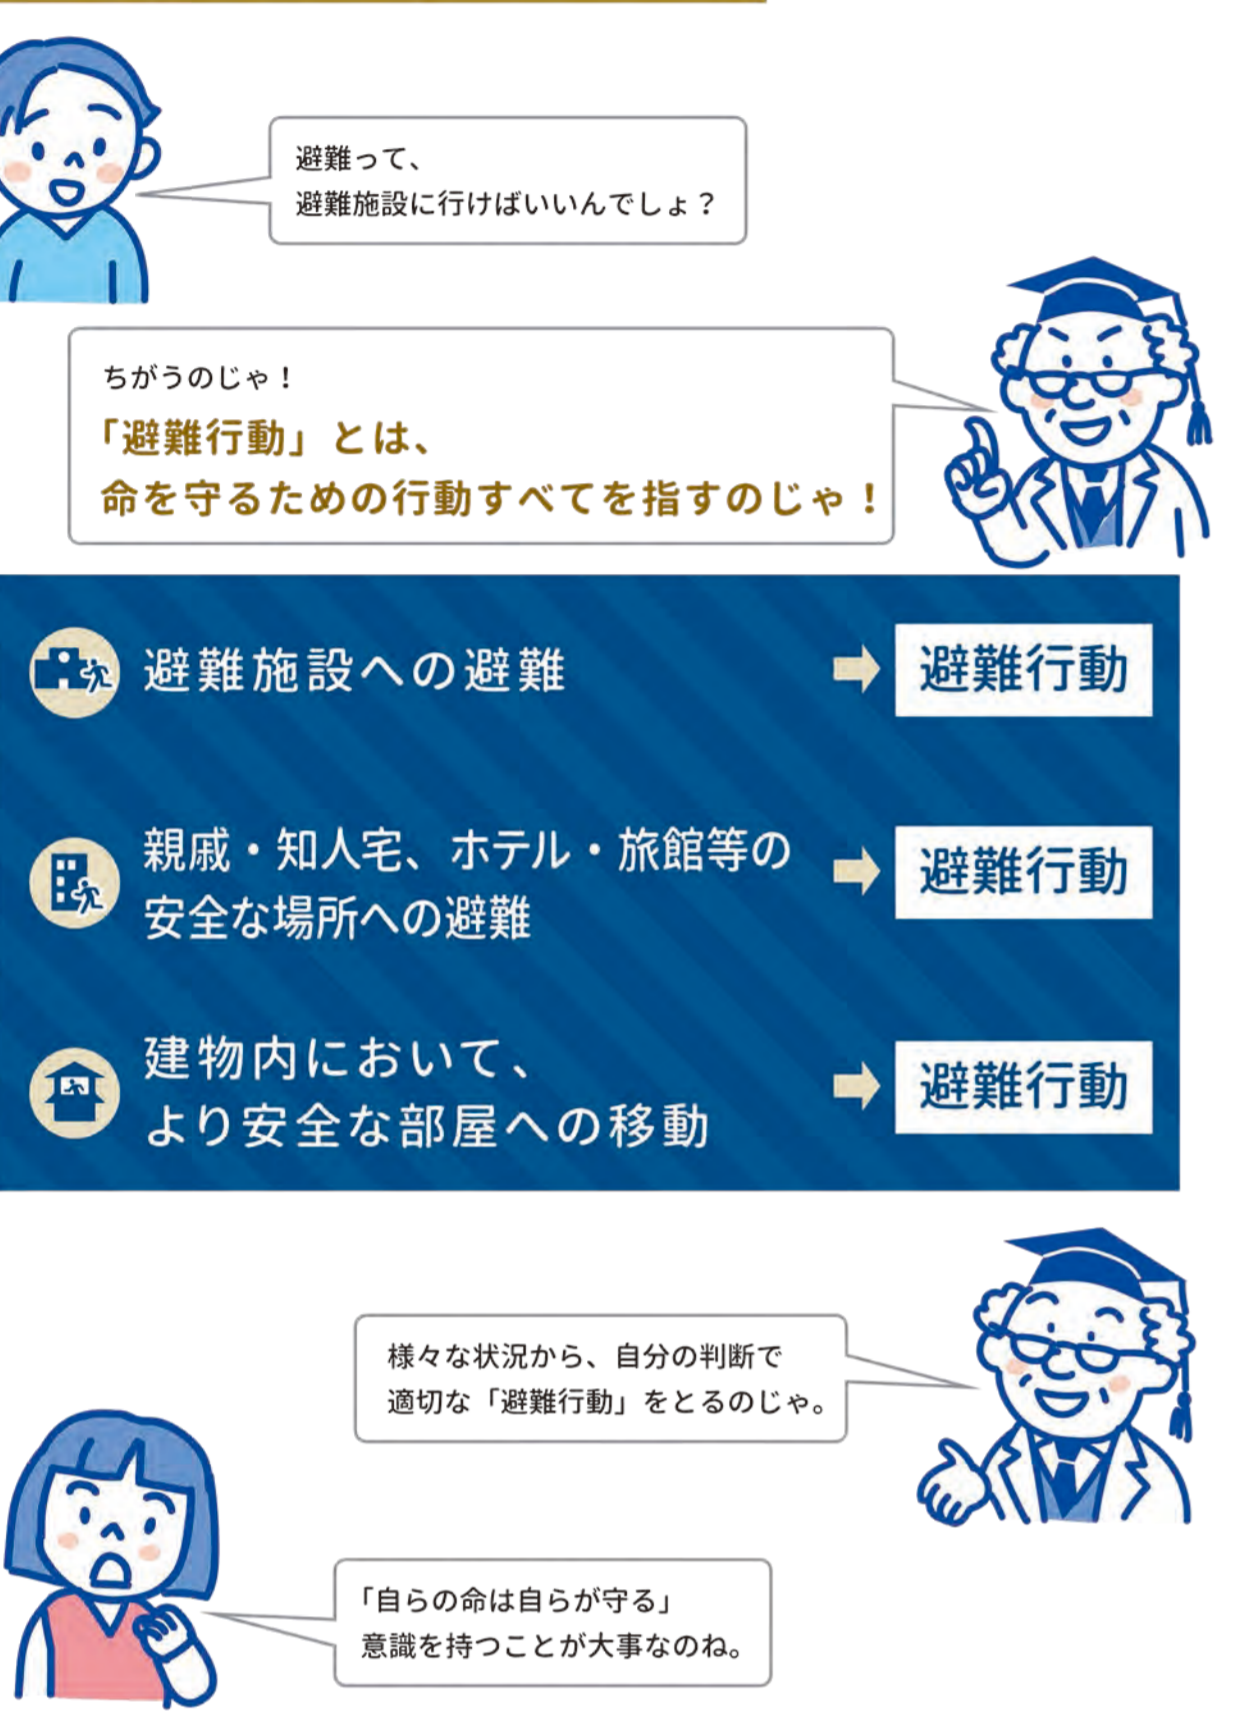 避難って、
避難施設に行けばいいんでしょ？
ちがうのじゃ！
「避難行動」とは、
命を守るための行動すべてを指すのじゃ！
避難施設への避難
避難行動
親戚・知人宅、ホテル・旅館等の
安全な場所への避難
避難行動
建物内において、
より安全な部屋への移動
避難行動
様々な状況から、自分の判断で
適切な「避難行動」をとるのじゃ。
「自らの命は自らが守る」
意識を持つことが大事なのね。